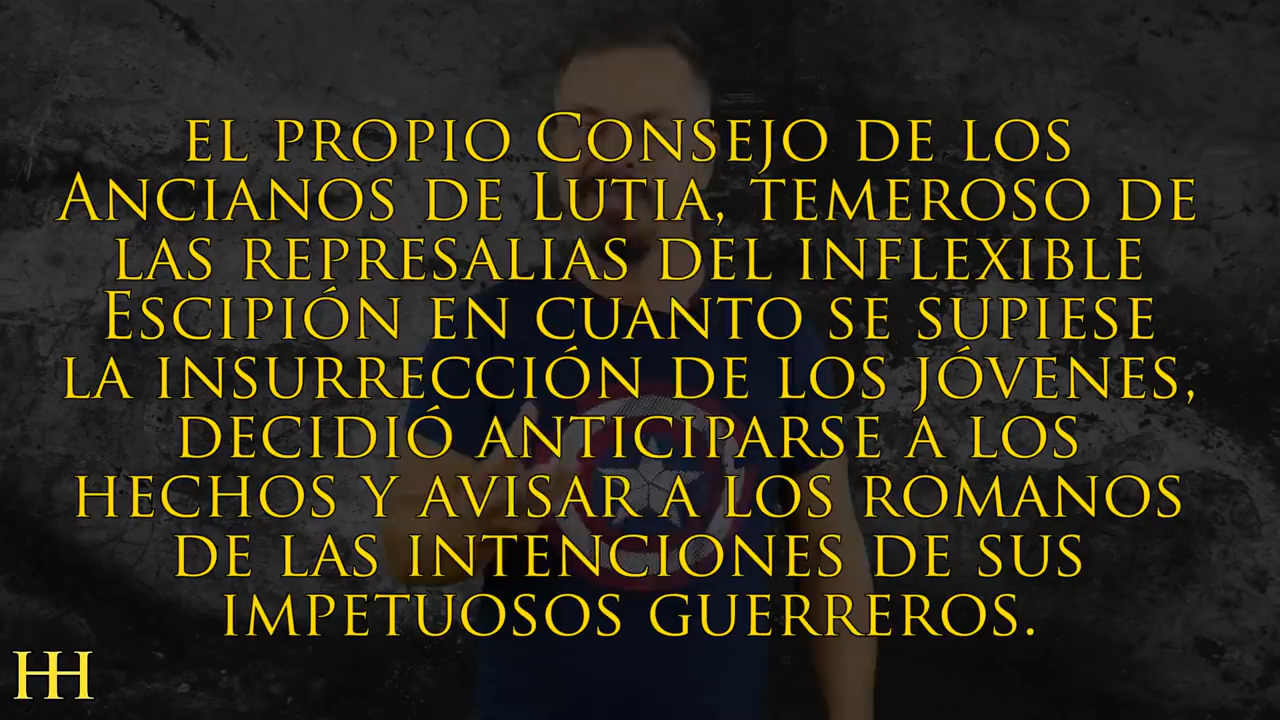 el propio Consejo de los
Ancianos de Lutia, temeroso de
las represalias del inflexible
Escipión en cuanto se supiese
la insurrección de los jóvenes,
decidió anticiparse a los
hechos y avisar a los romanos
de las intenciones de sus
impetuosos guerreros.
HH